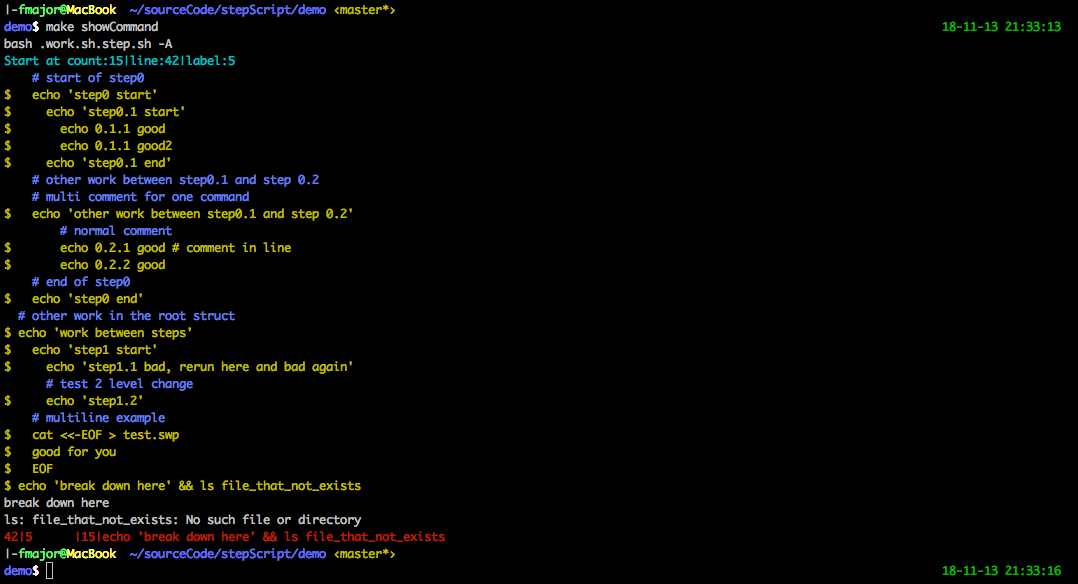 |-fmajor@MacBook ~/sourceCode/stepScript/demo <master*>
demo$ make showCommand 18-11-13 21:33:13
bash .work.sh.step.sh -A
Start at count:15|line:42|label:5
    # start of step0
$   echo 'step0 start'
$     echo 'step0.1 start'
$       echo 0.1.1 good
$       echo 0.1.1 good2
$     echo 'step0.1 end'
    # other work between step0.1 and step 0.2
    # multi comment for one command
$   echo 'other work between step0.1 and step 0.2'
        # normal comment
$       echo 0.2.1 good # comment in line
$       echo 0.2.2 good
    # end of step0
$   echo 'step0 end'
  # other work in the root struct
$ echo 'work between steps'
$   echo 'step1 start'
$     echo 'step1.1 bad, rerun here and bad again'
      # test 2 level change
$     echo 'step1.2'
    # multiline example
$   cat <<-EOF > test.swp
$   good for you
$   EOF
$ echo 'break down here' && ls file_that_not_exists
break down here
ls: file_that_not_exists: No such file or directory
42|5      |15|echo 'break down here' && ls file_that_not_exists
|-fmajor@MacBook ~/sourceCode/stepScript/demo <master*>
demo$ 18-11-13 21:33:16